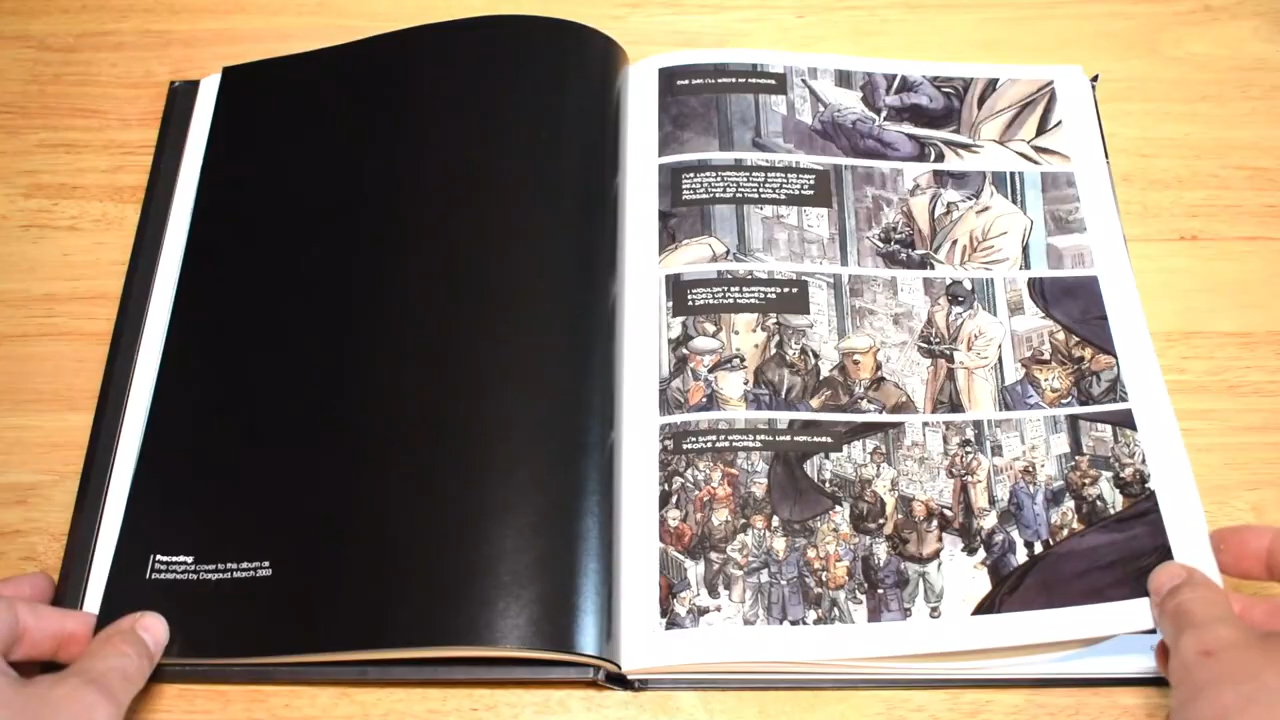 Preceding:
The original cover to this album as
published by Dargaud, March 2003
ONE DAY, I'LL WRITE MY MEMOIRS.
I'VE LIVED THROUGH AND SEEN SO MANY
INCREDIBLE THINGS THAT WHEN PEOPLE
READ IT, THEY'LL THINK I JUST MADE IT
ALL UP. THAT SO MUCH EVIL COULD NOT
POSSIBLY EXIST IN THIS WORLD.
I WOULDN'T BE SURPRISED IF IT
ENDED UP PUBLISHED AS
A DETECTIVE NOVEL...
...I'M SURE IT WOULD SELL LIKE HOTCAKES.
PEOPLE ARE MORBID.